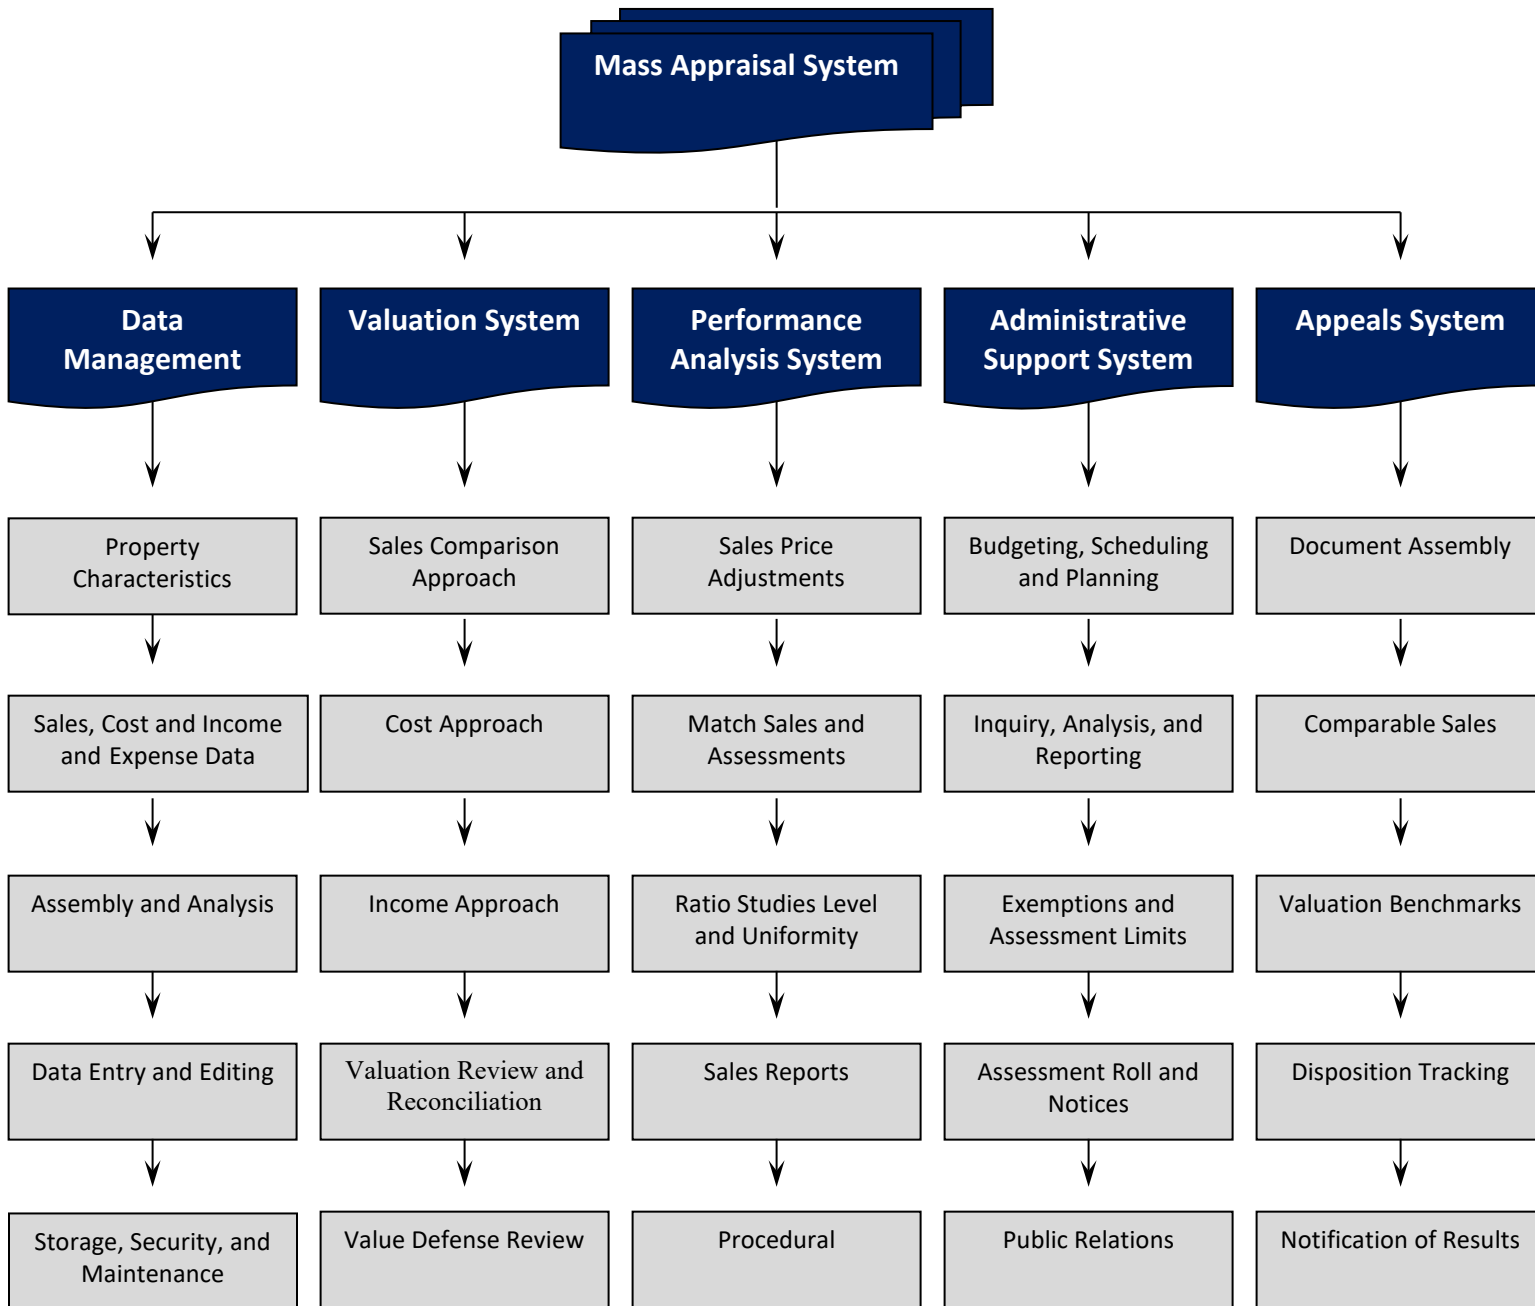 Mass Appraisal System
Data
Management
Valuation System
Performance
Analysis System
Administrative
Support System
Appeals System
Property
Characteristics
Sales Comparison
Approach
Sales Price
Adjustments
Budgeting, Scheduling
and Planning
Document Assembly
Sales, Cost and Income
and Expense Data
Cost Approach
Match Sales and
Assessments
Inquiry, Analysis, and
Reporting
Comparable Sales
Assembly and Analysis
Income Approach
Ratio Studies Level
and Uniformity
Exemptions and
Assessment Limits
Valuation Benchmarks
Data Entry and Editing
Valuation Review and
Reconciliation
Sales Reports
Assessment Roll and
Notices
Disposition Tracking
Storage, Security, and
Maintenance
Value Defense Review
Procedural
Public Relations
Notification of Results